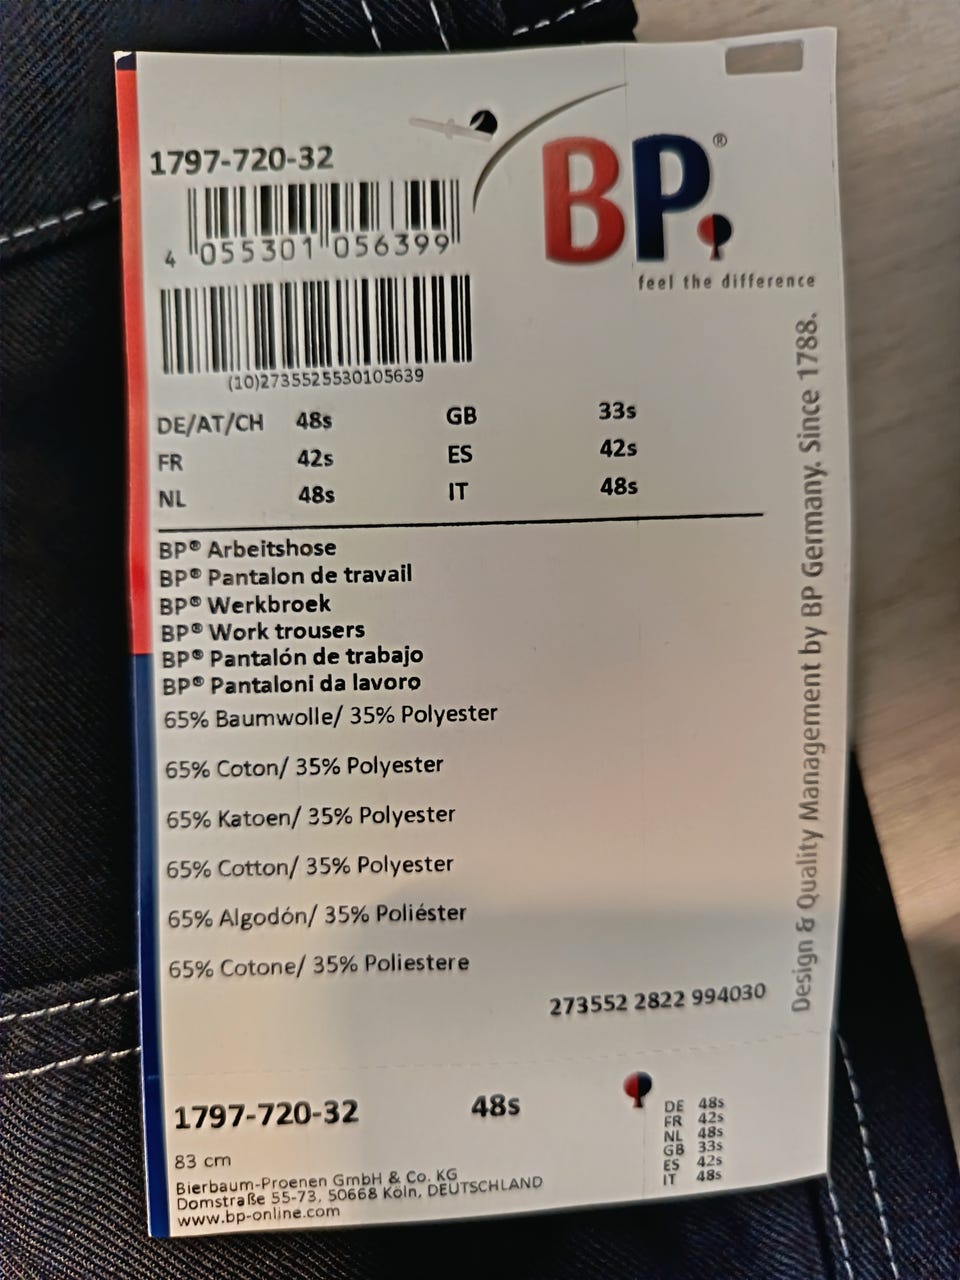 1797-720-32
4 055301 056399
(10)2735525530105639
BP.®
feel the difference
DE/AT/CH 48s GB 33s
FR 42s ES 42s
NL 48s IT 48s
BP® Arbeitshose
BP® Pantalon de travail
BP® Werkbroek
BP® Work trousers
BP® Pantalón de trabajo
BP® Pantaloni da lavoro
65% Baumwolle/ 35% Polyester
65% Coton/ 35% Polyester
65% Katoen/ 35% Polyester
65% Cotton/ 35% Polyester
65% Algodón/ 35% Poliéster
65% Cotone/ 35% Poliestere
273552 2822 994030
Design & Quality Management by BP Germany. Since 1788.
1797-720-32 48s
DE 48s
FR 42s
NL 48s
GB 33s
ES 42s
IT 48s
83 cm
Bierbaum-Proenen GmbH & Co. KG
Domstraße 55-73, 50668 Köln, DEUTSCHLAND
www.bp-online.com